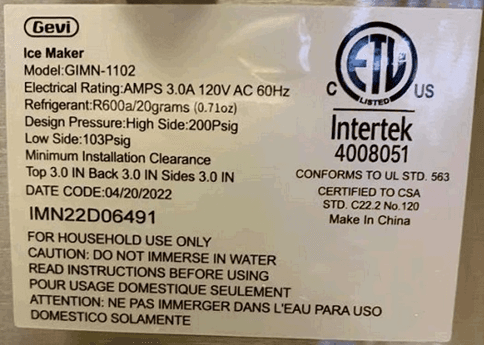 Gevi
Ice Maker
Model:GIMN-1102
Electrical Rating:AMPS 3.0A 120V AC 60Hz
Refrigerant:R600a/20grams (0.71oz)
Design Pressure:High Side:200Psig
Low Side:103Psig
Minimum Installation Clearance
Top 3.0 IN Back 3.0 IN Sides 3.0 IN
DATE CODE:04/20/2022
IMN22D06491
FOR HOUSEHOLD USE ONLY
CAUTION: DO NOT IMMERSE IN WATER
READ INSTRUCTIONS BEFORE USING
POUR USAGE DOMESTIQUE SEULEMENT
ATTENTION: NE PAS IMMERGER DANS L'EAU PARA USO
DOMESTICO SOLAMENTE
ETL
C US
LISTED
Intertek
4008051
CONFORMS TO UL STD. 563
CERTIFIED TO CSA
STD. C22.2 No.120
Make In China